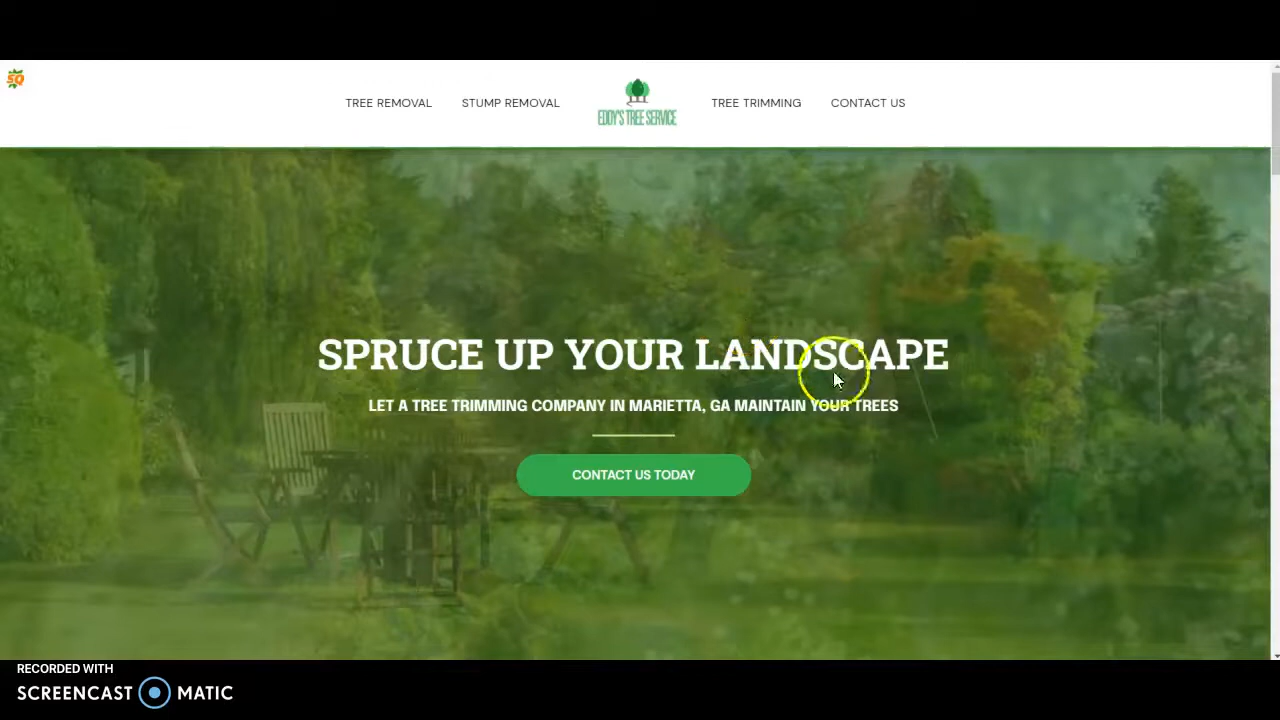 SQ
TREE REMOVAL
STUMP REMOVAL
EDDY'S TREE SERVICE
TREE TRIMMING
CONTACT US
SPRUCE UP YOUR LANDSCAPE
LET A TREE TRIMMING COMPANY IN MARIETTA, GA MAINTAIN YOUR TREES
CONTACT US TODAY
RECORDED WITH
SCREENCAST MATIC